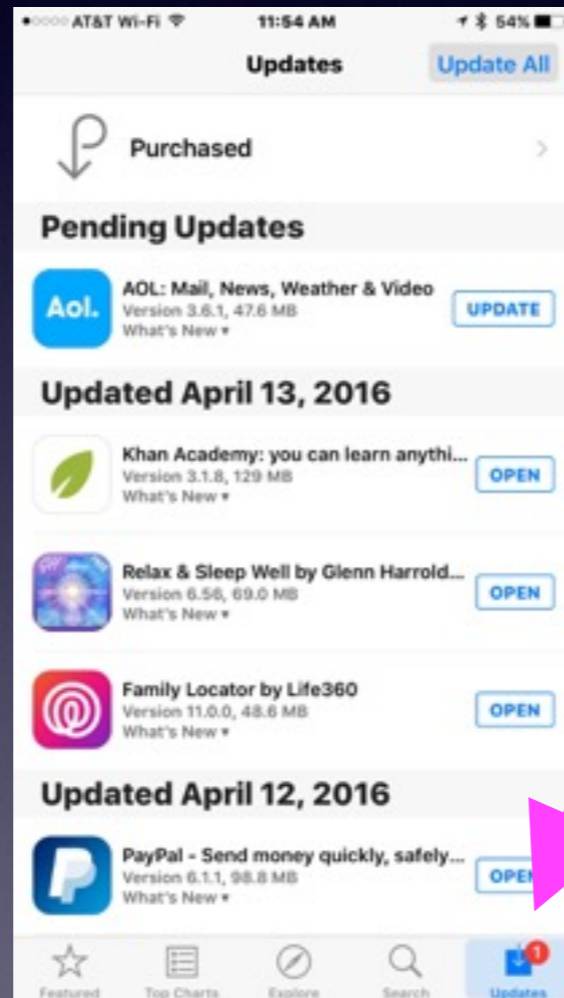 AT&T Wi-Fi 11:54 AM 54%
Updates Update All
Purchased
Pending Updates
Aol.
AOL: Mail, News, Weather & Video
Version 3.6.1, 47.6 MB
What's New ▾
UPDATE
Updated April 13, 2016
Khan Academy: you can learn anythi...
Version 3.1.8, 129 MB
What's New ▾
OPEN
Relax & Sleep Well by Glenn Harrold...
Version 6.56, 69.0 MB
What's New ▾
OPEN
Family Locator by Life360
Version 11.0.0, 48.6 MB
What's New ▾
OPEN
Updated April 12, 2016
PayPal - Send money quickly, safely...
Version 6.1.1, 98.8 MB
What's New ▾
OPEN
Featured Top Charts Explore Search 1 Updates